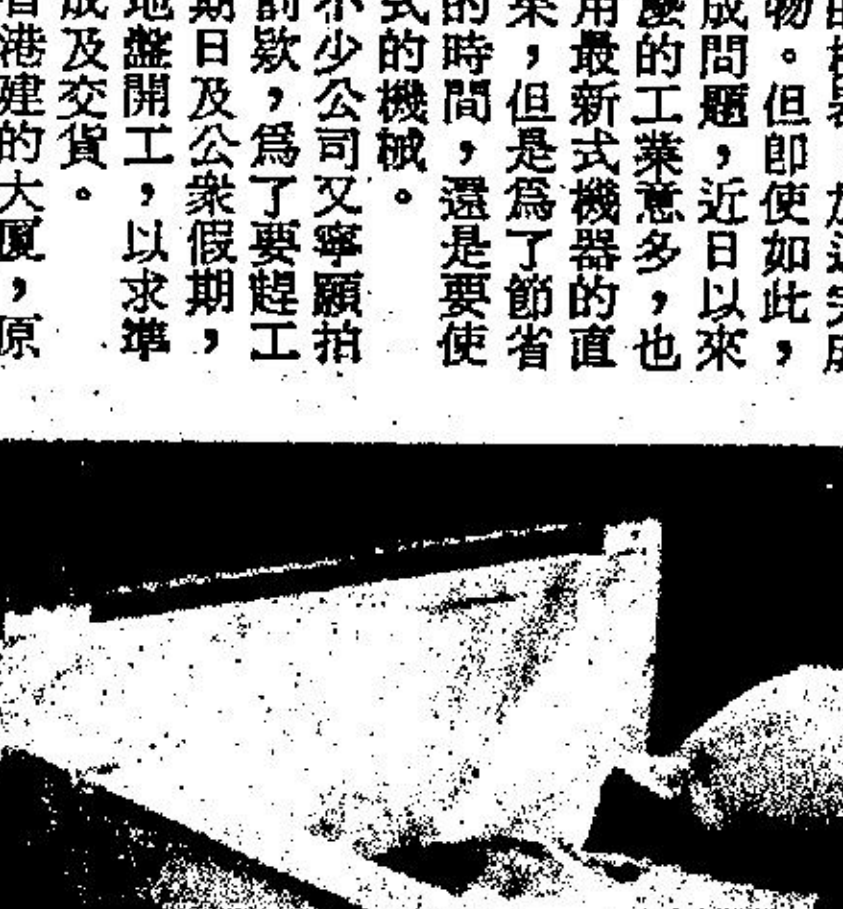 物。但即使如此,
成問題,近日以來
麼的工業意多,也
用最新式機器的直
,但是爲了節省
的時間,還是要使
式的機械。
不少公司又寧願拍
罰欵,爲了要趕工
期日及公衆假期,
地盤開工,以求準
成及交貨。
香港建的大厦,原